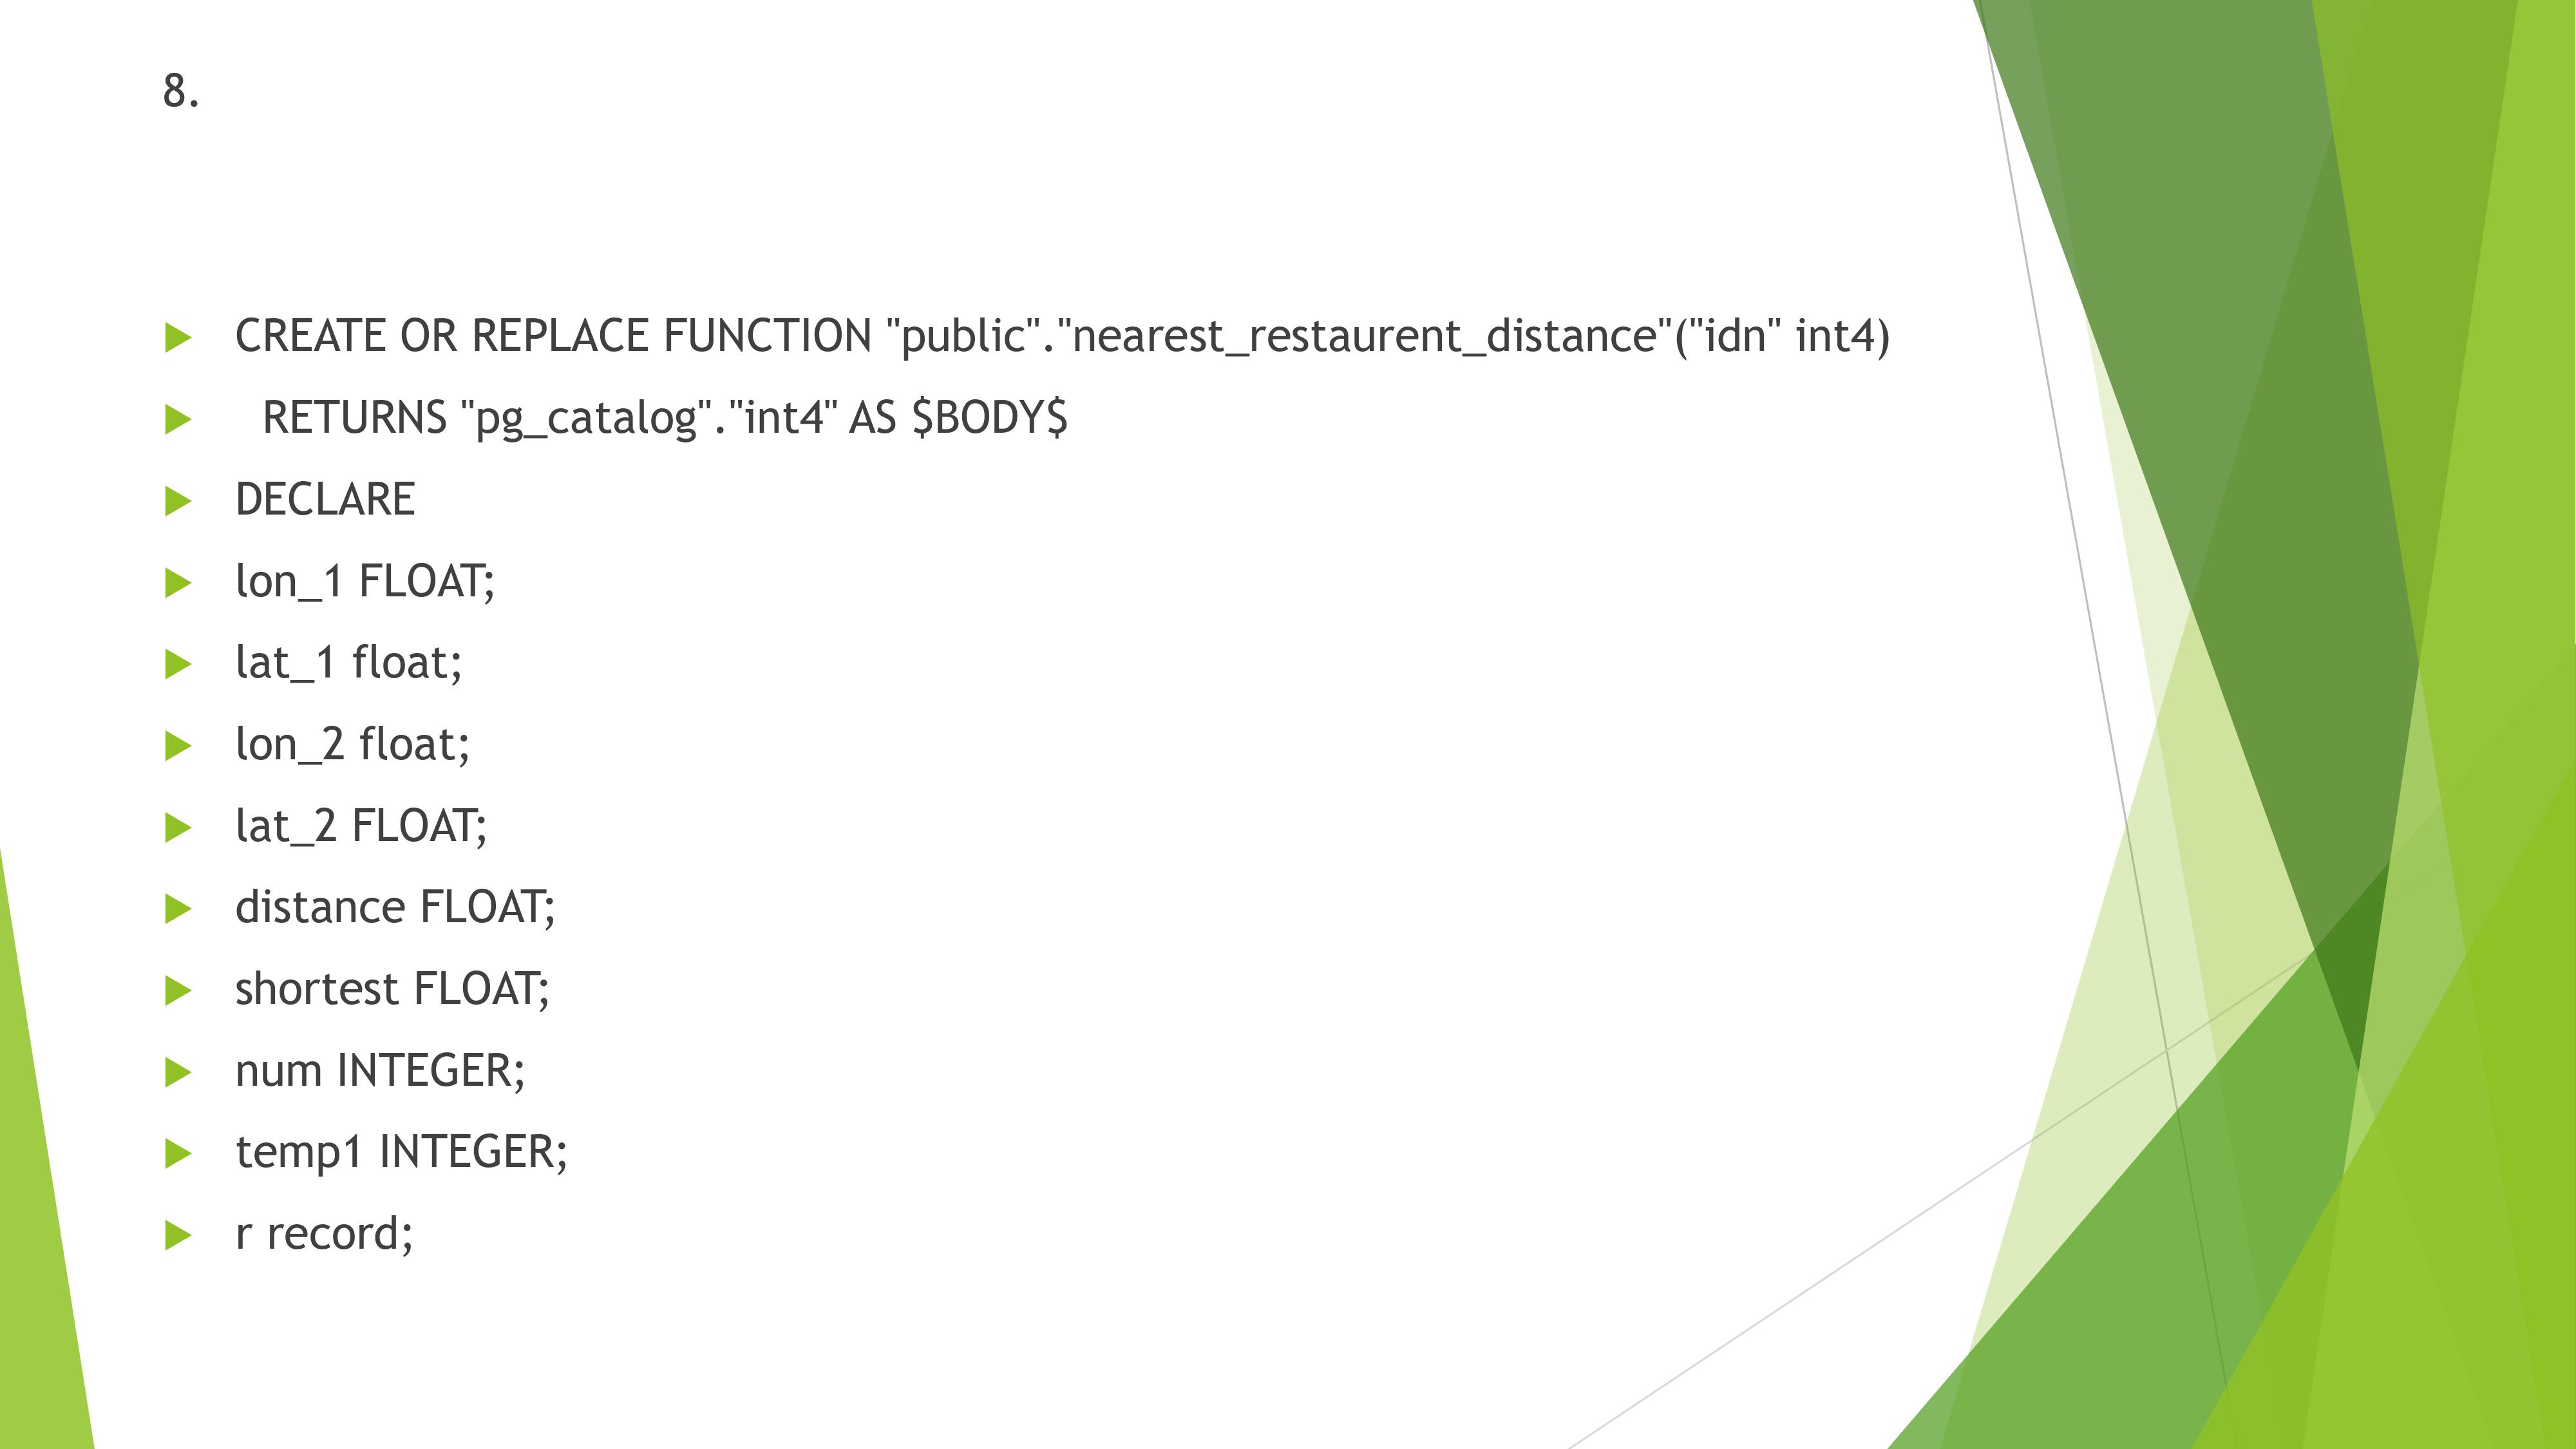 8.
CREATE OR REPLACE FUNCTION "public"."nearest_restaurent_distance"("idn" int4)
RETURNS "pg_catalog"."int4" AS $BODY$
DECLARE
lon_1 FLOAT;
lat_1 float;
lon_2 float;
lat_2 FLOAT;
distance FLOAT;
shortest FLOAT;
num INTEGER;
temp1 INTEGER;
r record;